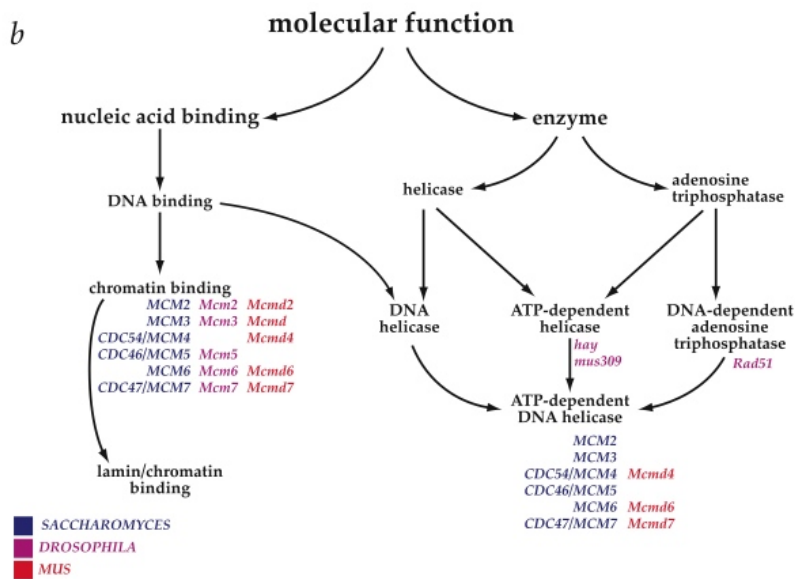 b
molecular function
nucleic acid binding
enzyme
DNA binding
helicase
adenosine
triphosphatase
chromatin binding
MCM2 Mcm2 Mcmd2
MCM3 Mcm3 Mcmd
CDC54/MCM4 Mcmd4
CDC46/MCM5 Mcm5
MCM6 Mcm6 Mcmd6
CDC47/MCM7 Mcm7 Mcmd7
DNA
helicase
ATP-dependent
helicase
hay
mus309
DNA-dependent
adenosine
triphosphatase
Rad51
ATP-dependent
DNA helicase
MCM2
MCM3
CDC54/MCM4 Mcmd4
CDC46/MCM5
MCM6 Mcmd6
CDC47/MCM7 Mcmd7
lamin/chromatin
binding
SACCHAROMYCES
DROSOPHILA
MUS